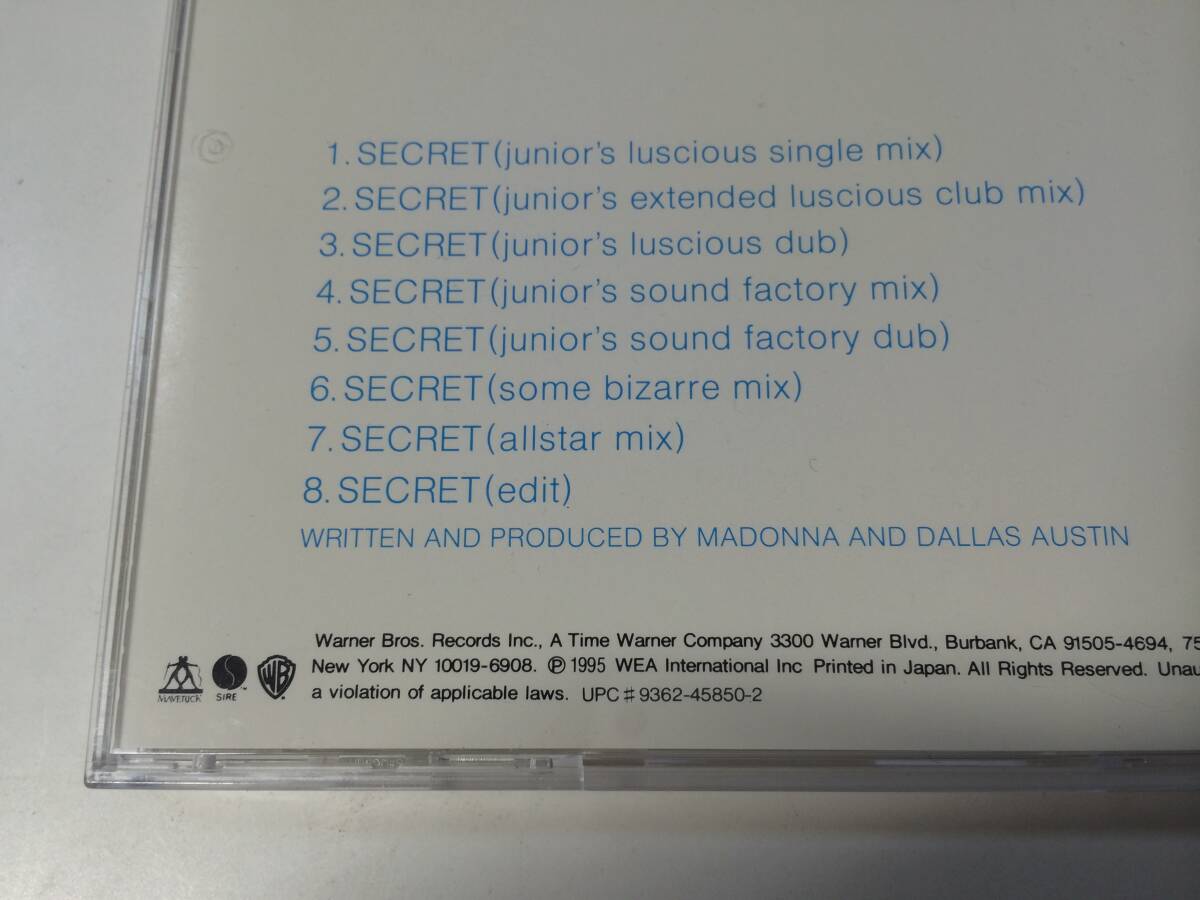 1. SECRET(junior's luscious single mix)
2. SECRET(junior's extended luscious club mix)
3. SECRET(junior's luscious dub)
4. SECRET(junior's sound factory mix)
5. SECRET(junior's sound factory dub)
6. SECRET(some bizarre mix)
7. SECRET(allstar mix)
8. SECRET(edit)
WRITTEN AND PRODUCED BY MADONNA AND DALLAS AUSTIN
Warner Bros. Records Inc., A Time Warner Company 3300 Warner Blvd., Burbank, CA 91505-4694, 75
New York NY 10019-6908. ℗ 1995 WEA International Inc Printed in Japan. All Rights Reserved. Unau
a violation of applicable laws. UPC♯9362-45850-2
MAVERICK SIRE™ WB